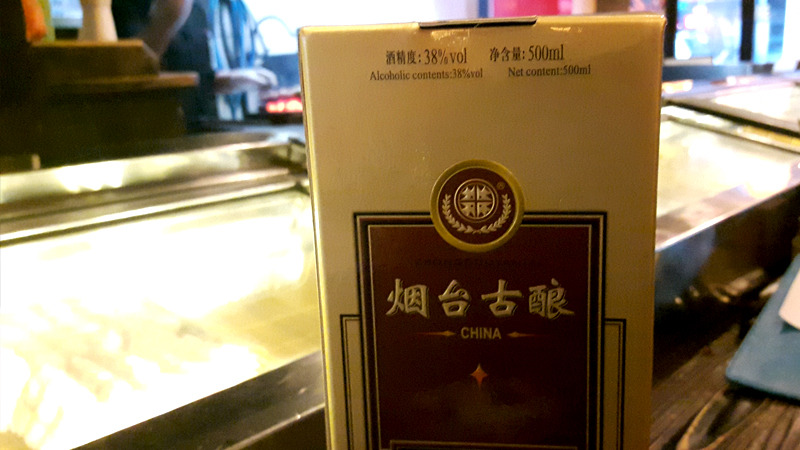 酒精度:38%vol 净含量:500ml
Alcoholic contents:38%vol Net content:500ml
®
烟台古酿
CHINA